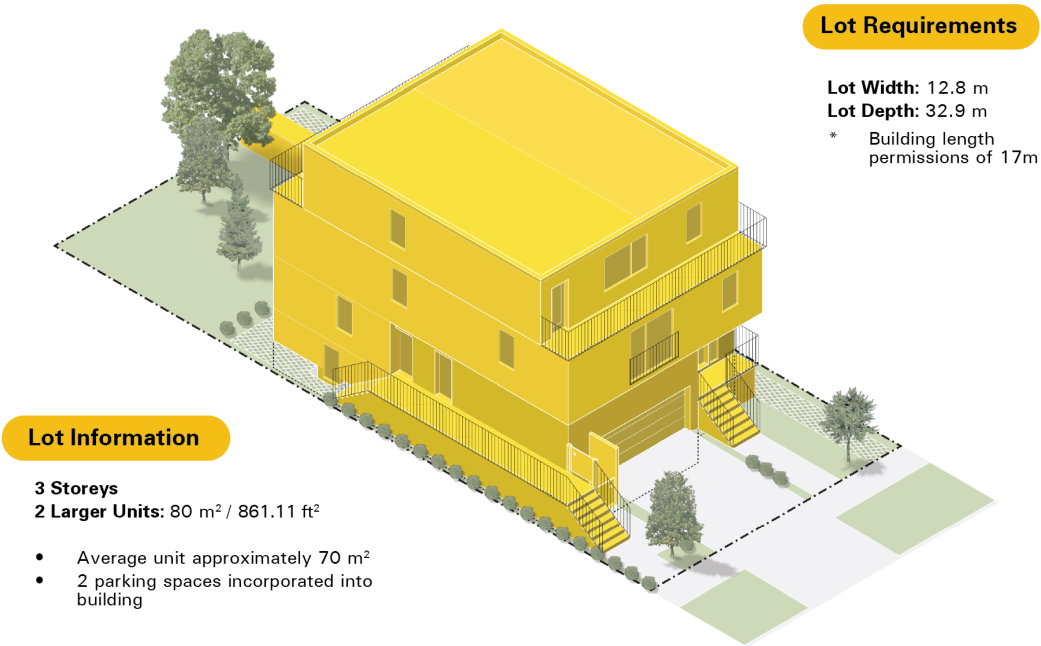 Lot Requirements
Lot Width: 12.8 m
Lot Depth: 32.9 m
* Building length
permissions of 17m
Lot Information
3 Storeys
2 Larger Units: 80 m² / 861.11 ft²
• Average unit approximately 70 m²
• 2 parking spaces incorporated into
building